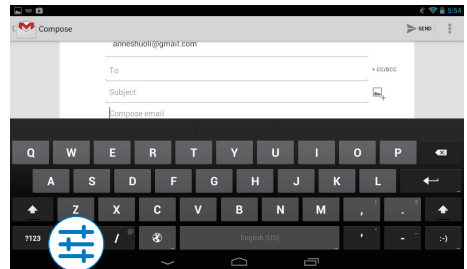 5:54
Compose
SEND
anneshuoli@gmail.com
To
+ CC/BCC
Subject
Compose email
Q W E R T Y U I O P
A S D F G H J K L
Z X C V B N M , ! . ?
?123 / @ English (US) ' - :-)